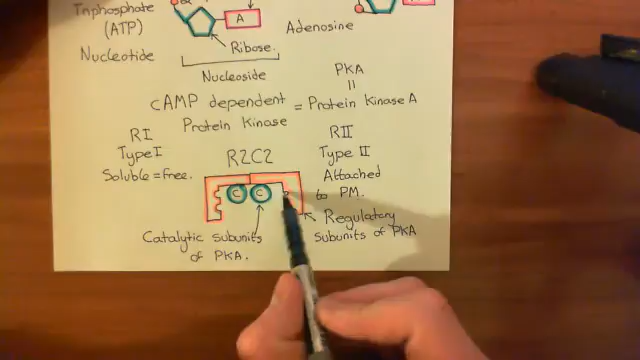 Triphosphate
(ATP)
Nucleotide
A
Ribose.
Adenosine
Nucleoside
cAMP dependent
Protein Kinase
= Protein kinase A
PKA
=
RI
Type I
Soluble = free.
R2C2
RII
Type II
Attached
to PM.
C C
Catalytic subunits
of PKA.
Regulatory
subunits of PKA